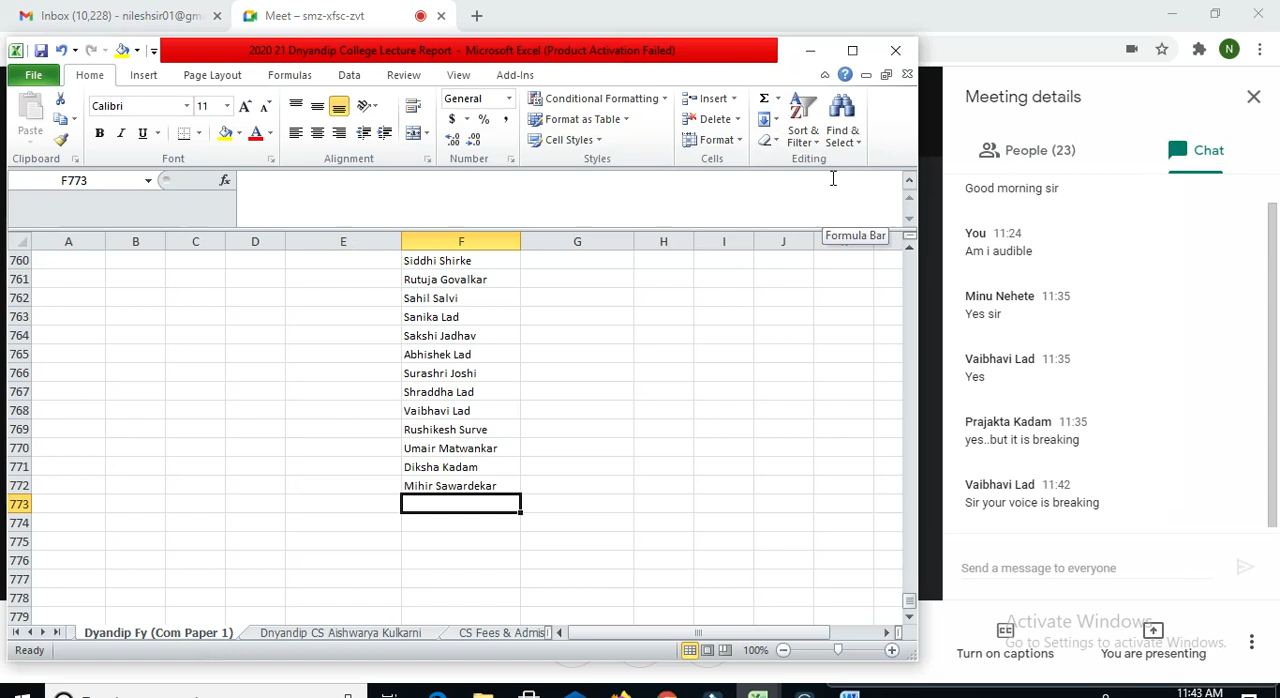 Inbox (10,228) - nileshsir01@gm
Meet – smz-xfsc-zvt
2020 21 Dnyandip College Lecture Report - Microsoft Excel (Product Activation Failed)
File Home Insert Page Layout Formulas Data Review View Add-Ins
Paste
Calibri 11
B I U
General
$ % ,
Conditional Formatting
Format as Table
Cell Styles
Insert
Delete
Format
Sort & Filter
Find & Select
Clipboard Font Alignment Number Styles Cells Editing
F773 fx
Formula Bar
A B C D E F G H I J
760 Siddhi Shirke
761 Rutuja Govalkar
762 Sahil Salvi
763 Sanika Lad
764 Sakshi Jadhav
765 Abhishek Lad
766 Surashri Joshi
767 Shraddha Lad
768 Vaibhavi Lad
769 Rushikesh Surve
770 Umair Matwankar
771 Diksha Kadam
772 Mihir Sawardekar
773
774
775
776
777
778
779
Dyandip Fy (Com Paper 1) Dnyandip CS Aishwarya Kulkarni CS Fees & Admis
Ready 100%
N
Meeting details
People (23) Chat
Good morning sir
You 11:24
Am i audible
Minu Nehete 11:35
Yes sir
Vaibhavi Lad 11:35
Yes
Prajakta Kadam 11:35
yes..but it is breaking
Vaibhavi Lad 11:42
Sir your voice is breaking
Send a message to everyone
Activate Windows
Go to Settings to activate Windows.
Turn on captions You are presenting
11:43 AM